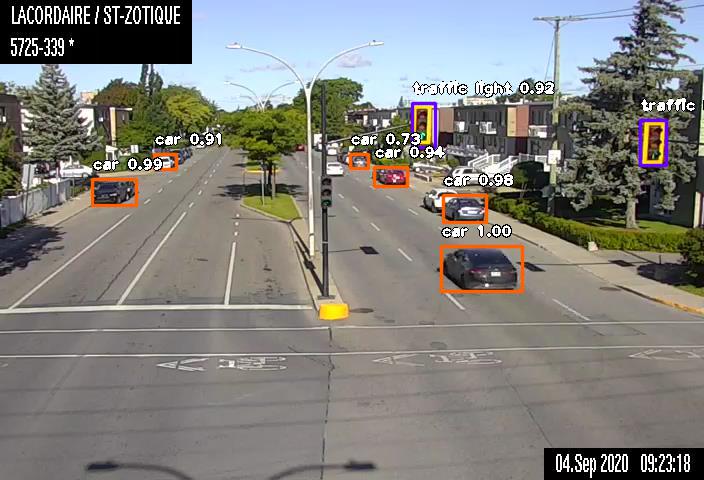 LACORDAIRE / ST-ZOTIQUE
5725-339 *
traffic light 0.92
traffic
car 0.91
car 0.73
car 0.99
car 0.94
car 0.98
car 1.00
04.Sep 2020 09:23:18